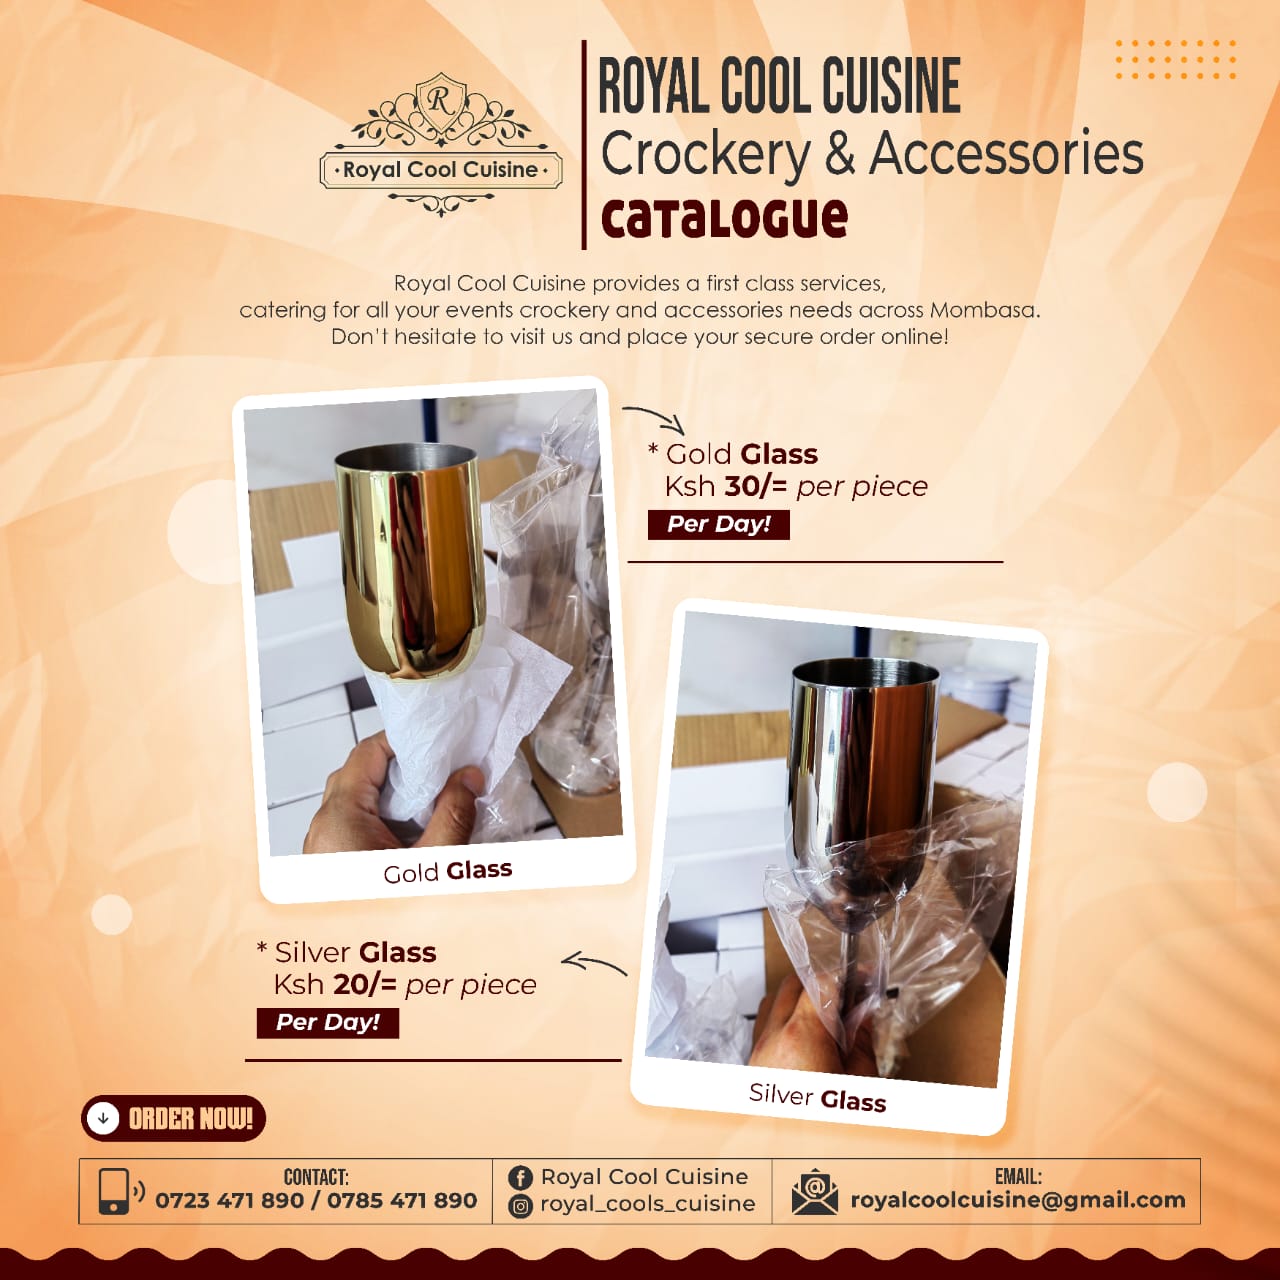 R
· Royal Cool Cuisine ·
ROYAL COOL CUISINE
Crockery & Accessories
CATALOGUE
Royal Cool Cuisine provides a first class services,
catering for all your events crockery and accessories needs across Mombasa.
Don't hesitate to visit us and place your secure order online!
* Gold Glass
Ksh 30/= per piece
Per Day!
Gold Glass
* Silver Glass
Ksh 20/= per piece
Per Day!
Silver Glass
ORDER NOW!
CONTACT:
0723 471 890 / 0785 471 890
Royal Cool Cuisine
royal_cools_cuisine
EMAIL:
royalcoolcuisine@gmail.com